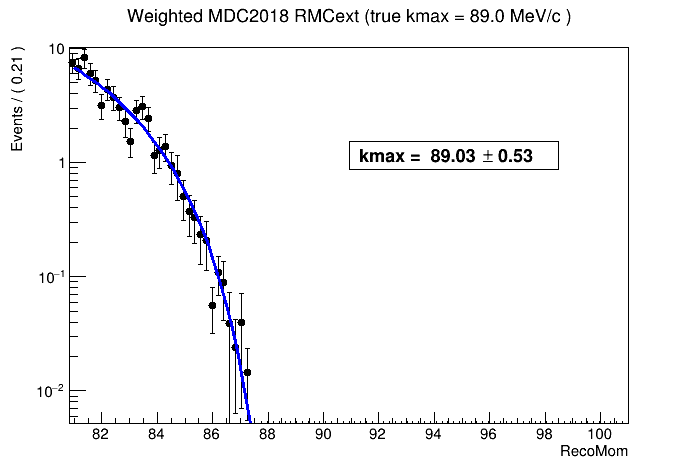 Weighted MDC2018 RMCext (true kmax = 89.0 MeV/c )
Events / ( 0.21 )
10
1
10⁻¹
10⁻²
kmax = 89.03 ± 0.53
82 84 86 88 90 92 94 96 98 100
RecoMom